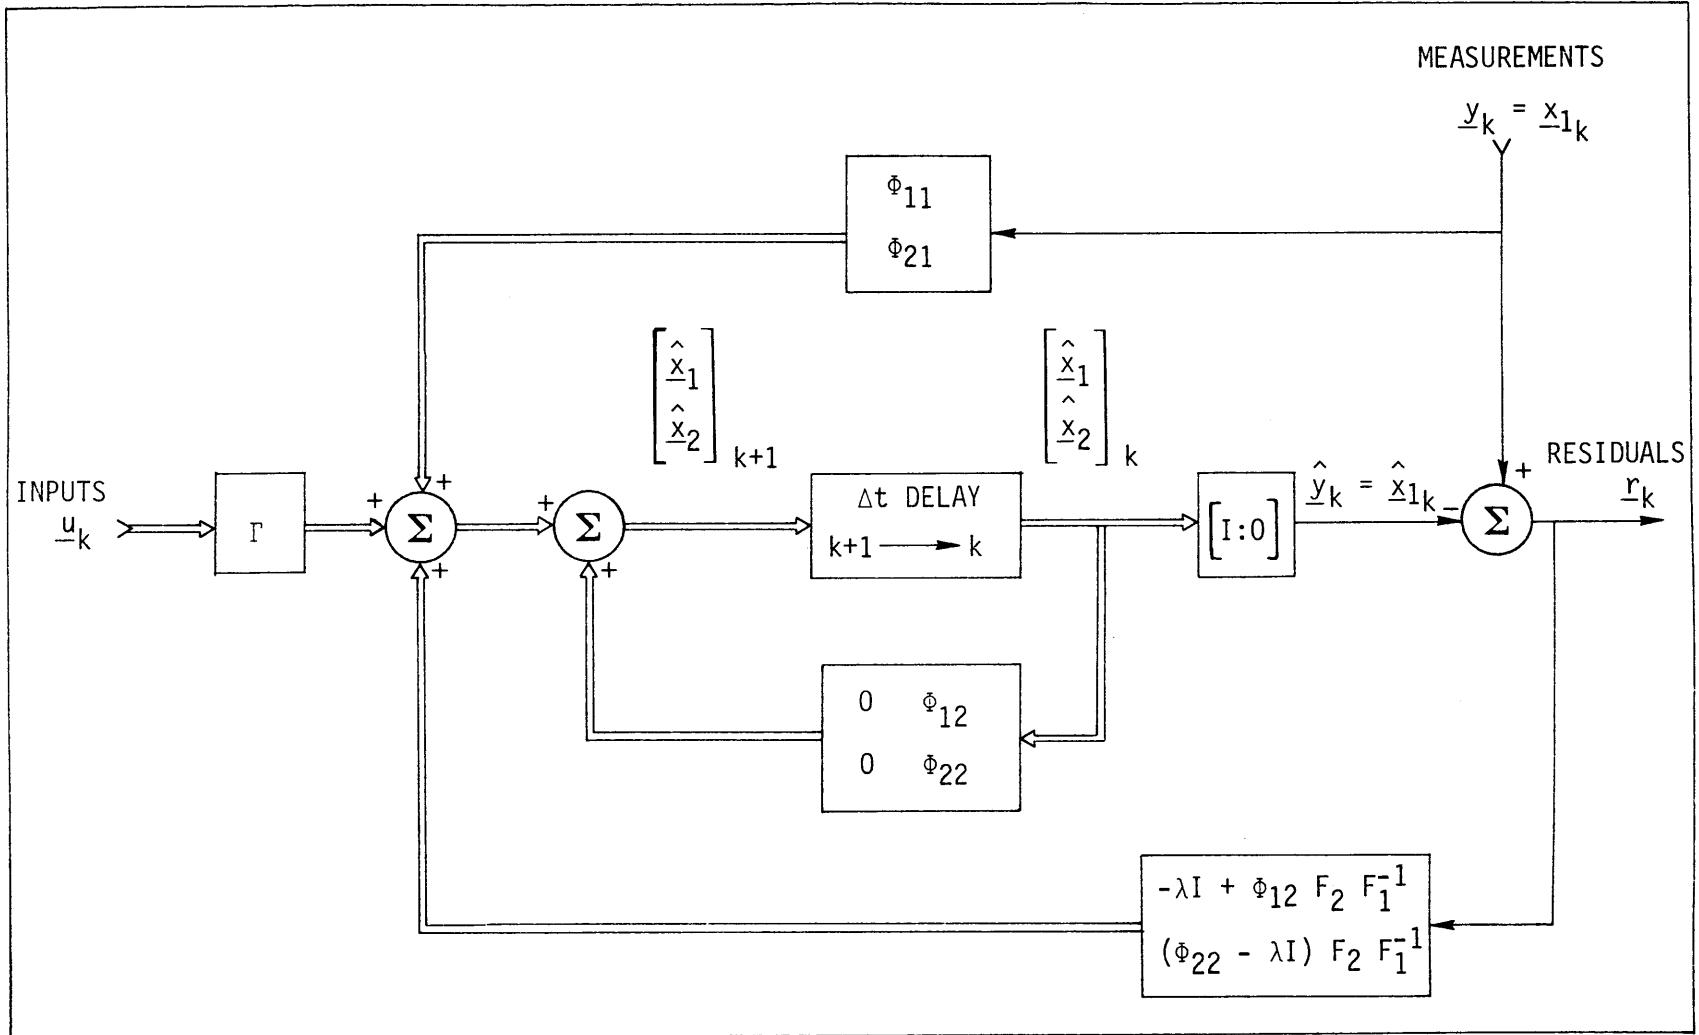 MEASUREMENTS
y_k = x_1k
Φ11
Φ21
[x̂1
x̂2] k+1
[x̂1
x̂2] k
INPUTS
u_k
Γ
+ +
Σ
+
+
Σ
+
Δt DELAY
k+1 → k
[I:0]
ŷ_k = x̂_1k
- +
Σ
RESIDUALS
r_k
0 Φ12
0 Φ22
-λI + Φ12 F2 F1^-1
(Φ22 - λI) F2 F1^-1